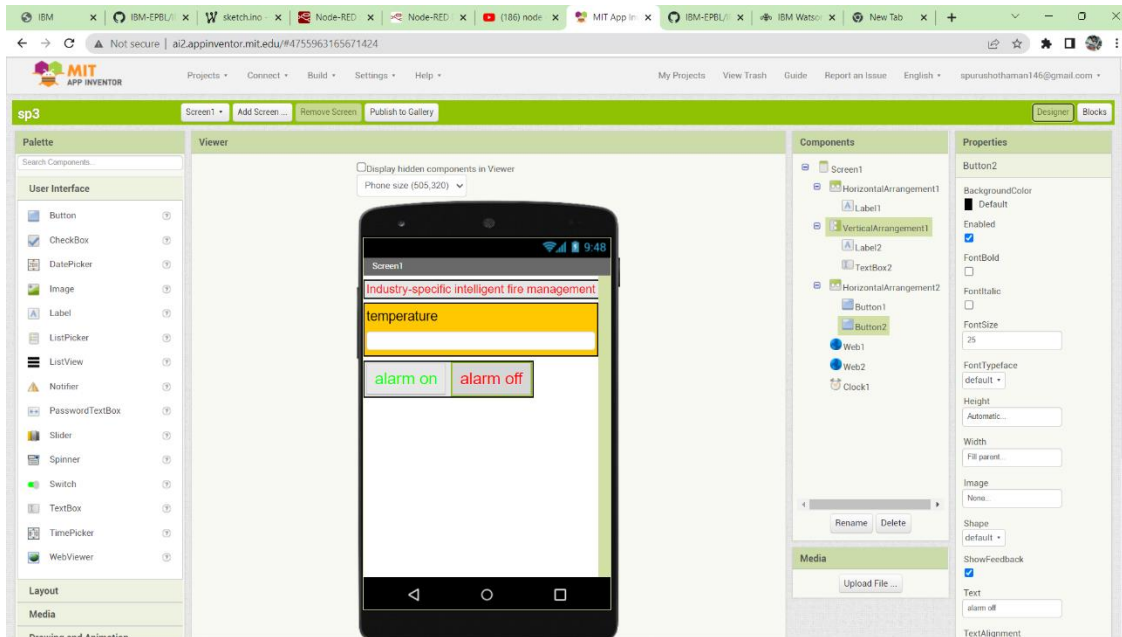 IBM
IBM-EPBL/I
sketch.ino -
Node-RED
Node-RED
(186) node
MIT App In
IBM-EPBL/I
IBM Watso
New Tab
Not secure | ai2.appinventor.mit.edu/#4755963165671424
MIT
APP INVENTOR
Projects
Connect
Build
Settings
Help
My Projects
View Trash
Guide
Report an Issue
English
spurushothaman146@gmail.com
sp3
Screen1
Add Screen ...
Remove Screen
Publish to Gallery
Designer
Blocks
Palette
Search Components...
User Interface
Button
CheckBox
DatePicker
Image
Label
ListPicker
ListView
Notifier
PasswordTextBox
Slider
Spinner
Switch
TextBox
TimePicker
WebViewer
Layout
Media
Drawing and Animation
Viewer
Display hidden components in Viewer
Phone size (505,320)
9:48
Screen1
Industry-specific intelligent fire management
temperature
alarm on
alarm off
Components
Screen1
HorizontalArrangement1
Label1
VerticalArrangement1
Label2
TextBox2
HorizontalArrangement2
Button1
Button2
Web1
Web2
Clock1
Rename
Delete
Media
Upload File ...
Properties
Button2
BackgroundColor
Default
Enabled
FontBold
FontItalic
FontSize
25
FontTypeface
default
Height
Automatic...
Width
Fill parent...
Image
None...
Shape
default
ShowFeedback
Text
alarm off
TextAlignment